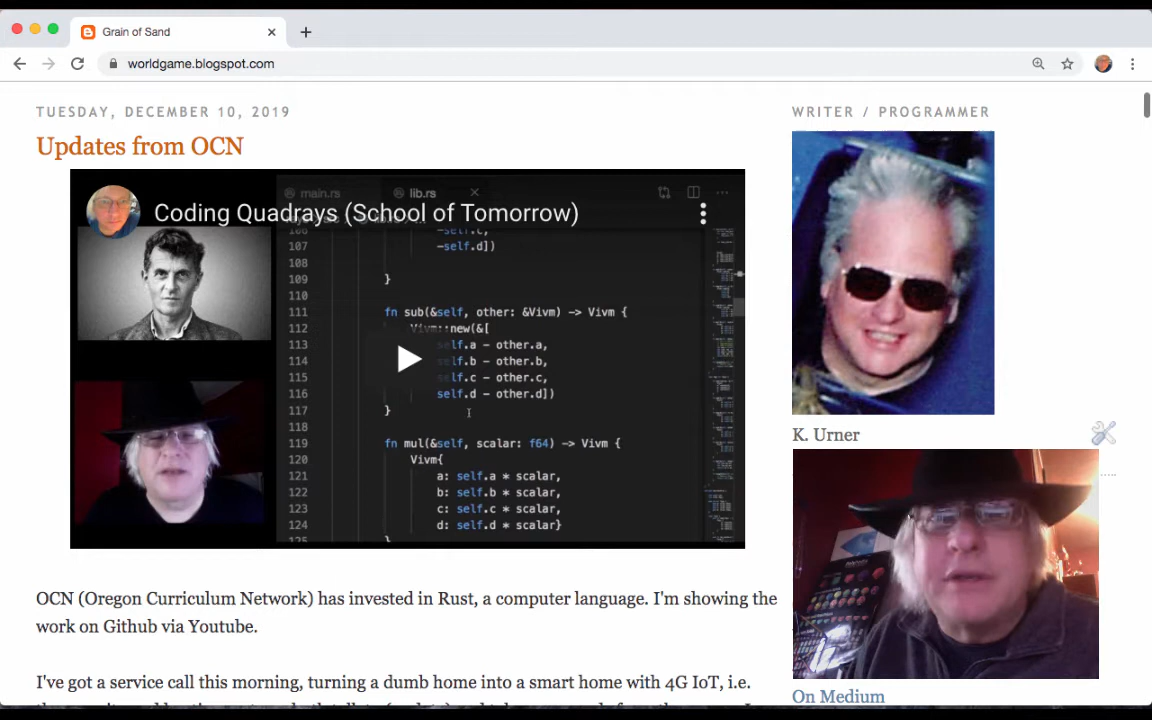 Grain of Sand
worldgame.blogspot.com
TUESDAY, DECEMBER 10, 2019
Updates from OCN
main.rs
lib.rs
Coding Quadrays (School of Tomorrow)
107 -self.d])
108
109 }
110
111 fn sub(&self, other: &Vivm) -> Vivm {
112 Vivm::new(&[
113 self.a - other.a,
114 self.b - other.b,
115 self.c - other.c,
116 self.d - other.d])
117 }
118
119 fn mul(&self, scalar: f64) -> Vivm {
120 Vivm{
121 a: self.a * scalar,
122 b: self.b * scalar,
123 c: self.c * scalar,
124 d: self.d * scalar}
OCN (Oregon Curriculum Network) has invested in Rust, a computer language. I'm showing the
work on Github via Youtube.
I've got a service call this morning, turning a dumb home into a smart home with 4G IoT, i.e.
WRITER / PROGRAMMER
K. Urner
On Medium